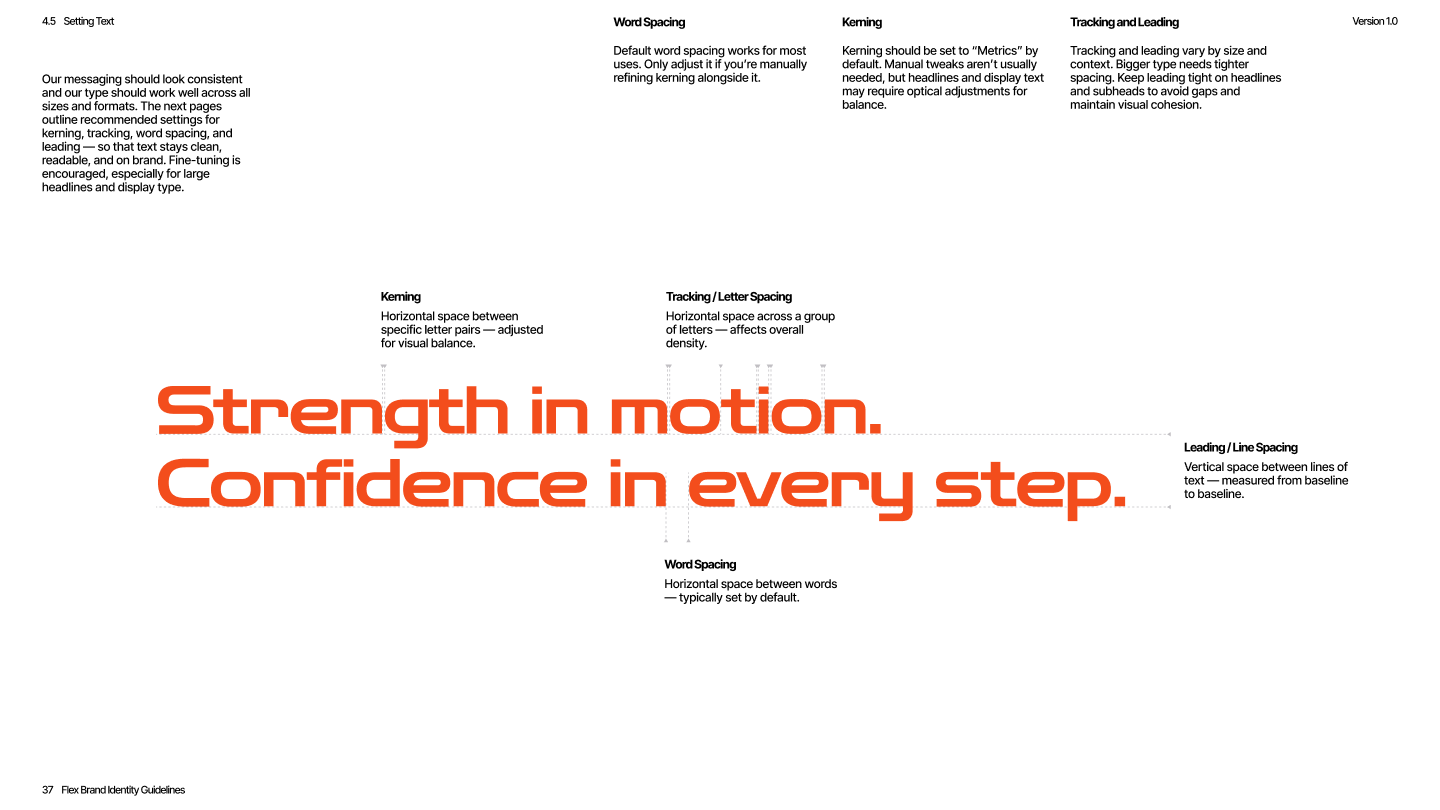 4.5 Setting Text
Our messaging should look consistent
and our type should work well across all
sizes and formats. The next pages
outline recommended settings for
kerning, tracking, word spacing, and
leading — so that text stays clean,
readable, and on brand. Fine-tuning is
encouraged, especially for large
headlines and display type.
Word Spacing
Default word spacing works for most
uses. Only adjust it if you’re manually
refining kerning alongside it.
Kerning
Kerning should be set to “Metrics” by
default. Manual tweaks aren’t usually
needed, but headlines and display text
may require optical adjustments for
balance.
Tracking and Leading
Tracking and leading vary by size and
context. Bigger type needs tighter
spacing. Keep leading tight on headlines
and subheads to avoid gaps and
maintain visual cohesion.
Version 1.0
Kerning
Horizontal space between
specific letter pairs — adjusted
for visual balance.
Tracking / Letter Spacing
Horizontal space across a group
of letters — affects overall
density.
Strength in motion.
Confidence in every step.
Leading / Line Spacing
Vertical space between lines of
text — measured from baseline
to baseline.
Word Spacing
Horizontal space between words
— typically set by default.
37 Flex Brand Identity Guidelines